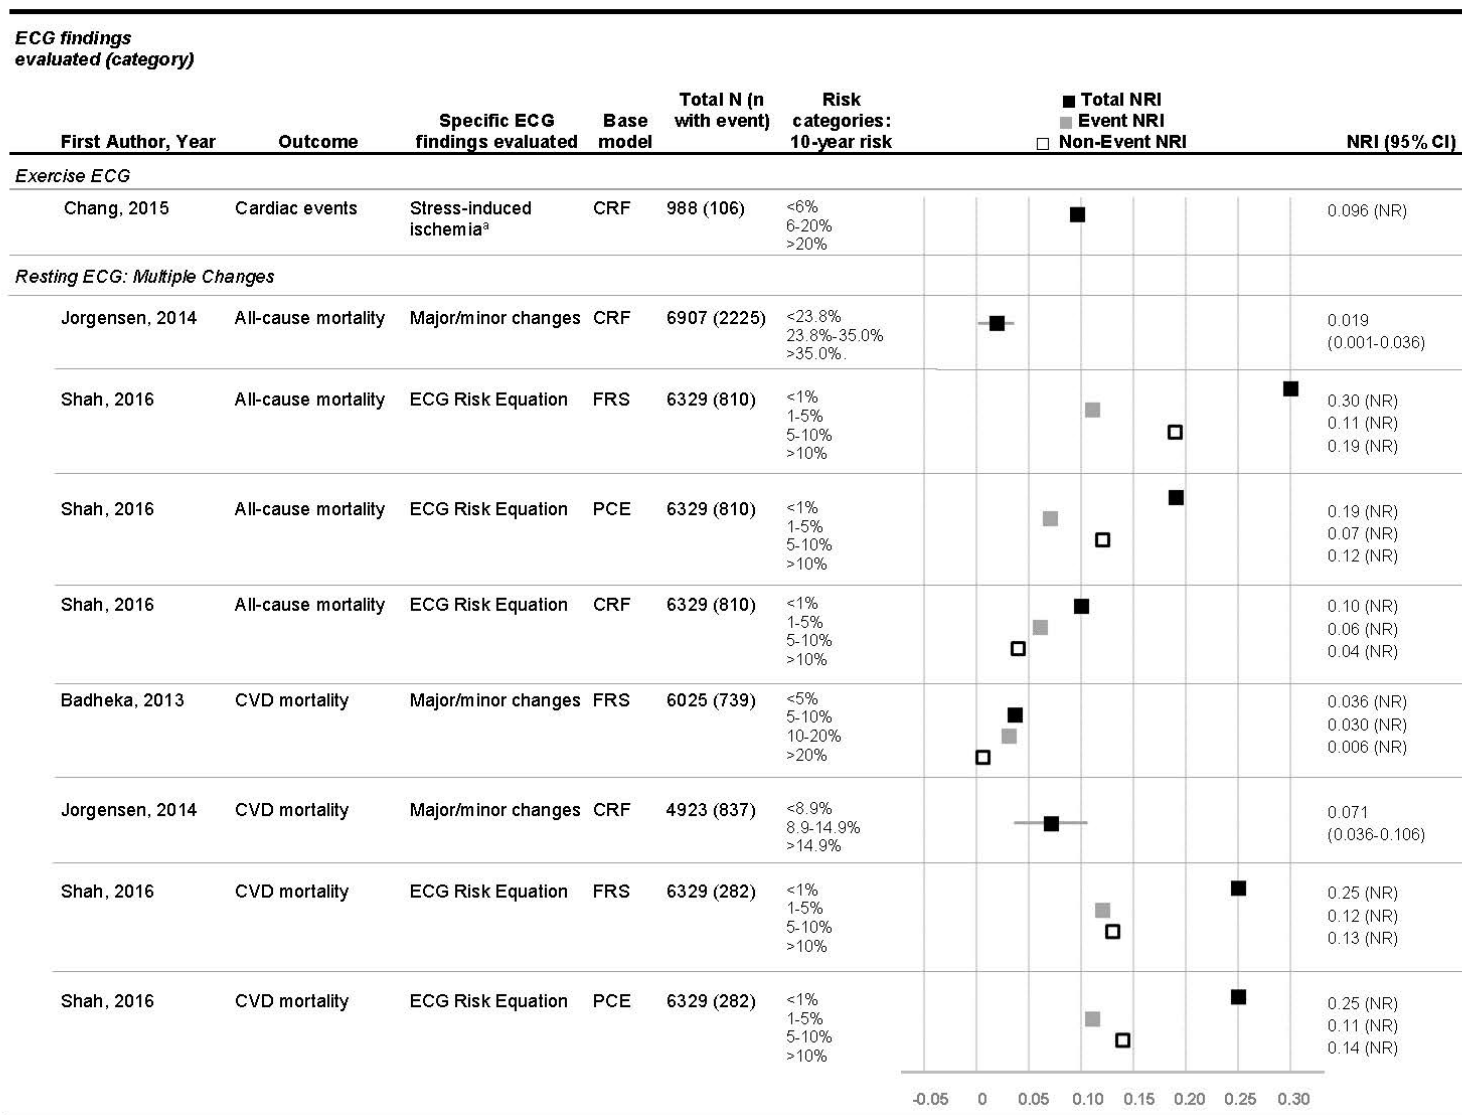 ECG findings
evaluated (category)
First Author, Year Outcome Specific ECG findings evaluated Base model Total N (n with event) Risk categories: 10-year risk ■ Total NRI ■ Event NRI □ Non-Event NRI NRI (95% CI)
Exercise ECG
Chang, 2015 Cardiac events Stress-induced CRF 988 (106) <6% 0.096 (NR)
ischemiaª 6-20%
>20%
Resting ECG: Multiple Changes
Jorgensen, 2014 All-cause mortality Major/minor changes CRF 6907 (2225) <23.8% 0.019
23.8%-35.0% (0.001-0.036)
>35.0%.
Shah, 2016 All-cause mortality ECG Risk Equation FRS 6329 (810) <1% 0.30 (NR)
1-5% 0.11 (NR)
5-10% 0.19 (NR)
>10%
Shah, 2016 All-cause mortality ECG Risk Equation PCE 6329 (810) <1% 0.19 (NR)
1-5% 0.07 (NR)
5-10% 0.12 (NR)
>10%
Shah, 2016 All-cause mortality ECG Risk Equation CRF 6329 (810) <1% 0.10 (NR)
1-5% 0.06 (NR)
5-10% 0.04 (NR)
>10%
Badheka, 2013 CVD mortality Major/minor changes FRS 6025 (739) <5% 0.036 (NR)
5-10% 0.030 (NR)
10-20% 0.006 (NR)
>20%
Jorgensen, 2014 CVD mortality Major/minor changes CRF 4923 (837) <8.9% 0.071
8.9-14.9% (0.036-0.106)
>14.9%
Shah, 2016 CVD mortality ECG Risk Equation FRS 6329 (282) <1% 0.25 (NR)
1-5% 0.12 (NR)
5-10% 0.13 (NR)
>10%
Shah, 2016 CVD mortality ECG Risk Equation PCE 6329 (282) <1% 0.25 (NR)
1-5% 0.11 (NR)
5-10% 0.14 (NR)
>10%
-0.05 0 0.05 0.10 0.15 0.20 0.25 0.30